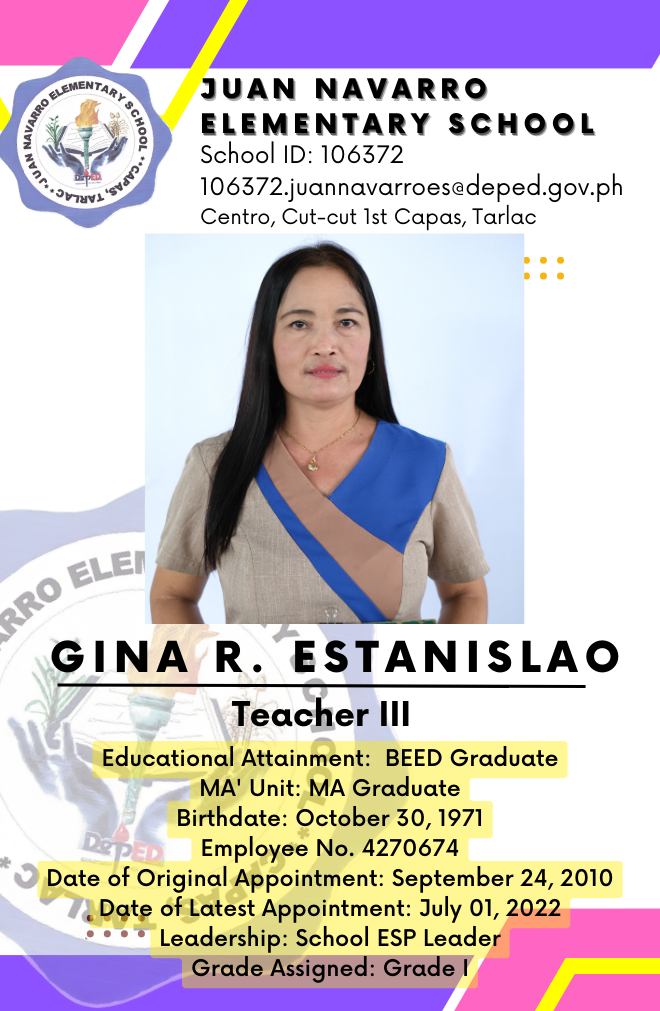 JUAN NAVARRO
ELEMENTARY SCHOOL
School ID: 106372
106372.juannavarroes@deped.gov.ph
Centro, Cut-cut 1st Capas, Tarlac
JUAN NAVARRO ELEMENTARY SCHOOL * * CAPAS, TARLAC * *
DepED
GINA R. ESTANISLAO
Teacher III
Educational Attainment: BEED Graduate
MA' Unit: MA Graduate
Birthdate: October 30, 1971
Employee No. 4270674
Date of Original Appointment: September 24, 2010
Date of Latest Appointment: July 01, 2022
Leadership: School ESP Leader
Grade Assigned: Grade I
DepED